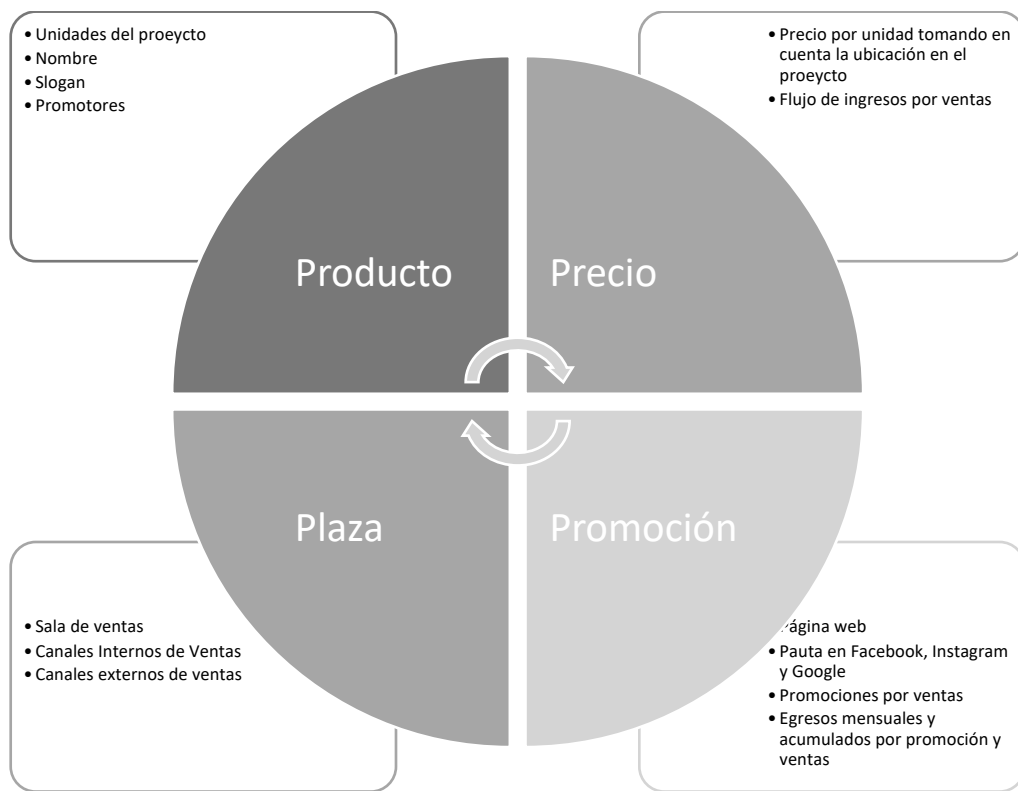 • Unidades del proeycto
• Nombre
• Slogan
• Promotores
• Precio por unidad tomando en
cuenta la ubicación en el
proeycto
• Flujo de ingresos por ventas
Producto
Precio
Plaza
Promoción
• Sala de ventas
• Canales Internos de Ventas
• Canales externos de ventas
Página web
• Pauta en Facebook, Instagram
y Google
• Promociones por ventas
• Egresos mensuales y
acumulados por promoción y
ventas